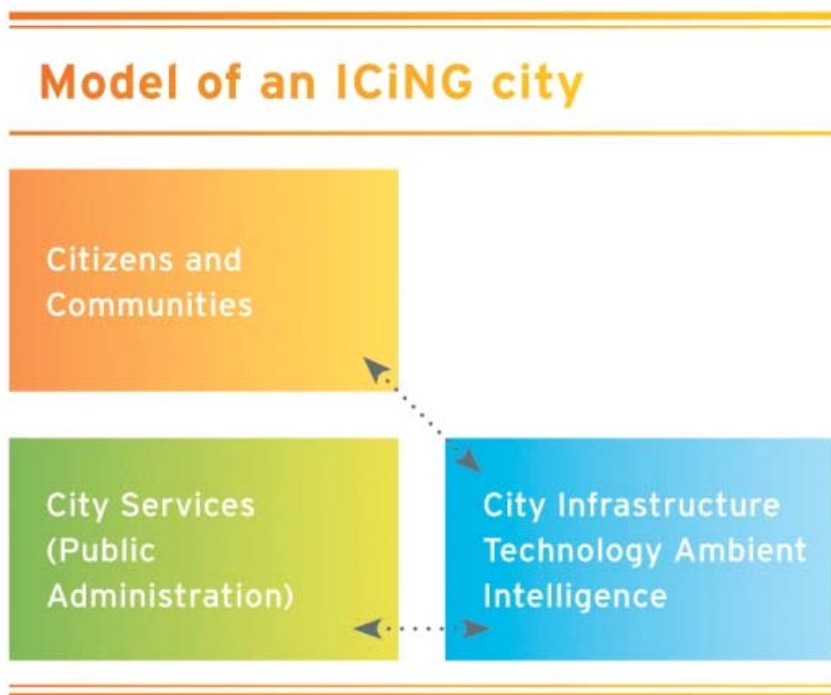 Model of an ICiNG city
Citizens and
Communities
City Services
(Public
Administration)
City Infrastructure
Technology Ambient
Intelligence